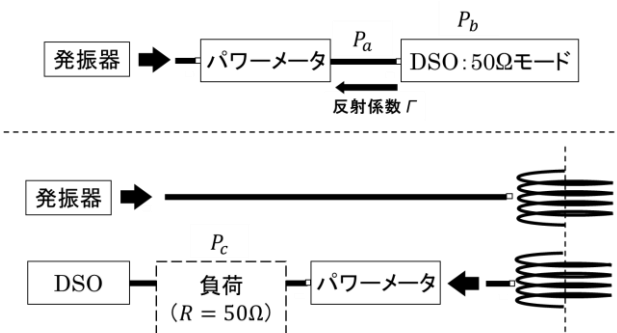 P_b
P_a
発振器
パワーメータ
DSO:50Ωモード
反射係数Γ
発振器
P_c
DSO
負荷
(R = 50Ω)
パワーメータ